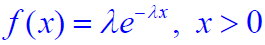 f(x) = λe^{-λx}, x > 0